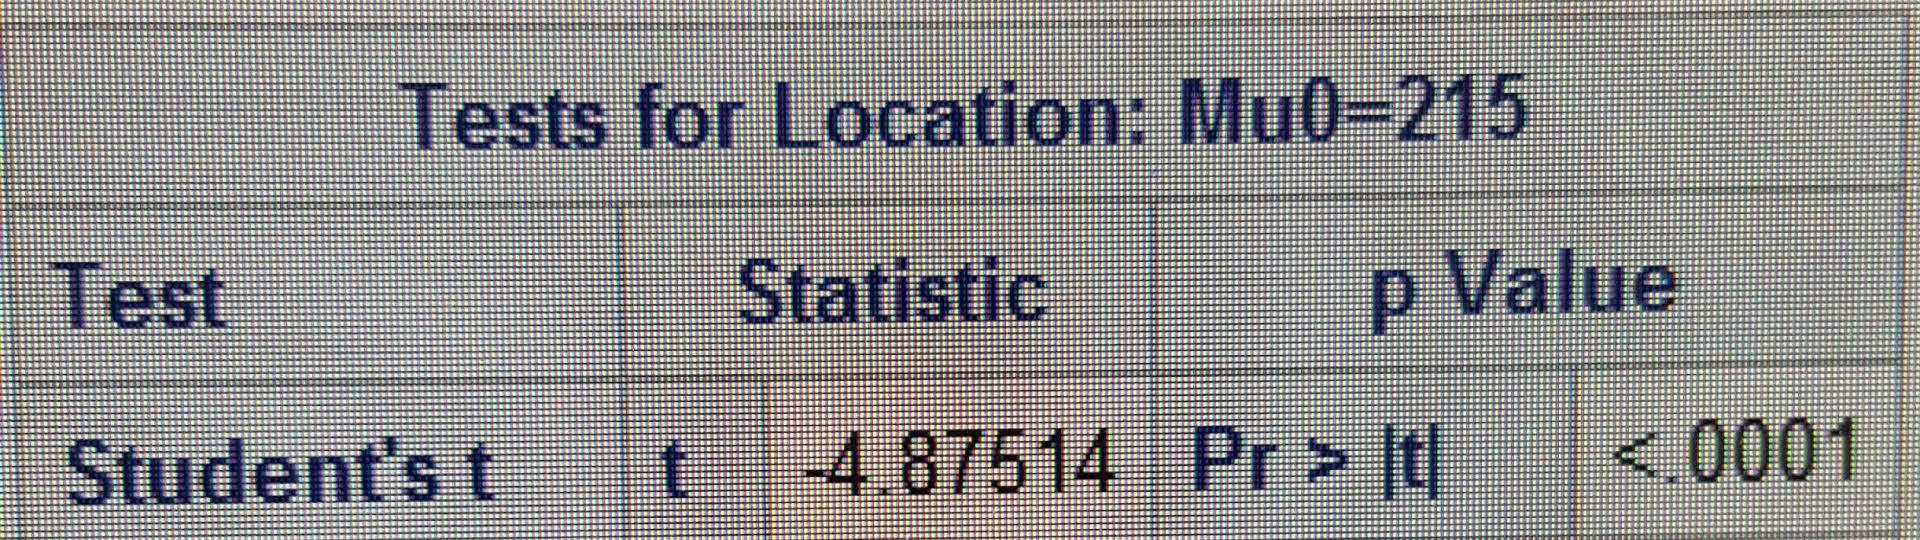 Tests for Location: Mu0=215
Test Statistic p Value
Student's t t -4.87514 Pr > |t| <.0001